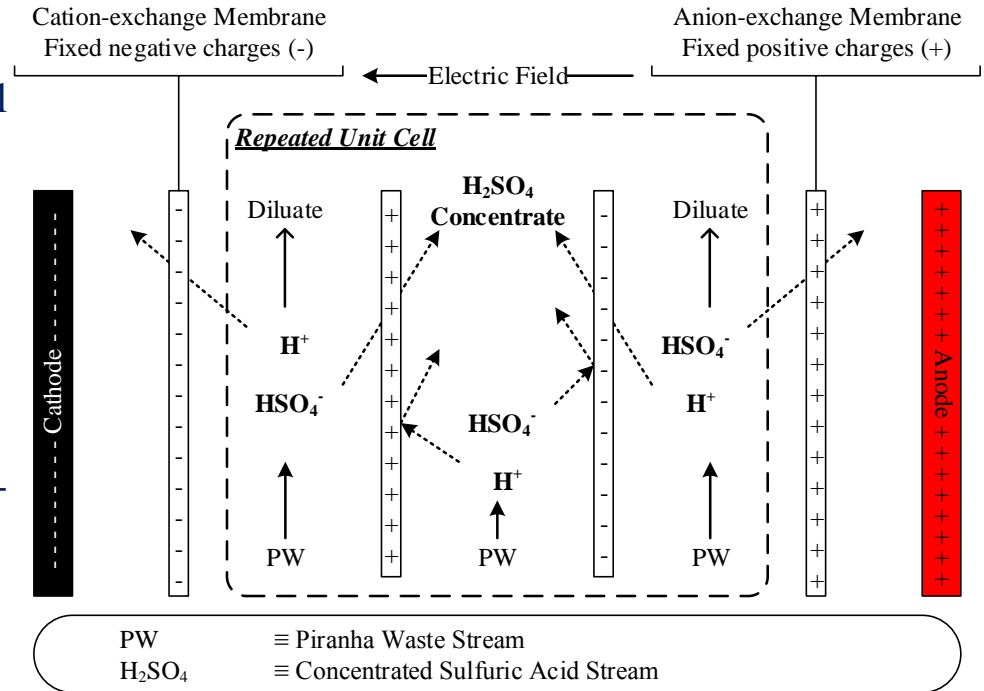 Cation-exchange Membrane
Fixed negative charges (-)
Anion-exchange Membrane
Fixed positive charges (+)
Electric Field
Repeated Unit Cell
H₂SO₄
Concentrate
Diluate
Diluate
H⁺
HSO₄⁻
HSO₄⁻
H⁺
HSO₄⁻
H⁺
PW
PW
PW
----- Cathode -----
+ + + + + + Anode + + + + + +
PW ≡ Piranha Waste Stream
H₂SO₄ ≡ Concentrated Sulfuric Acid Stream